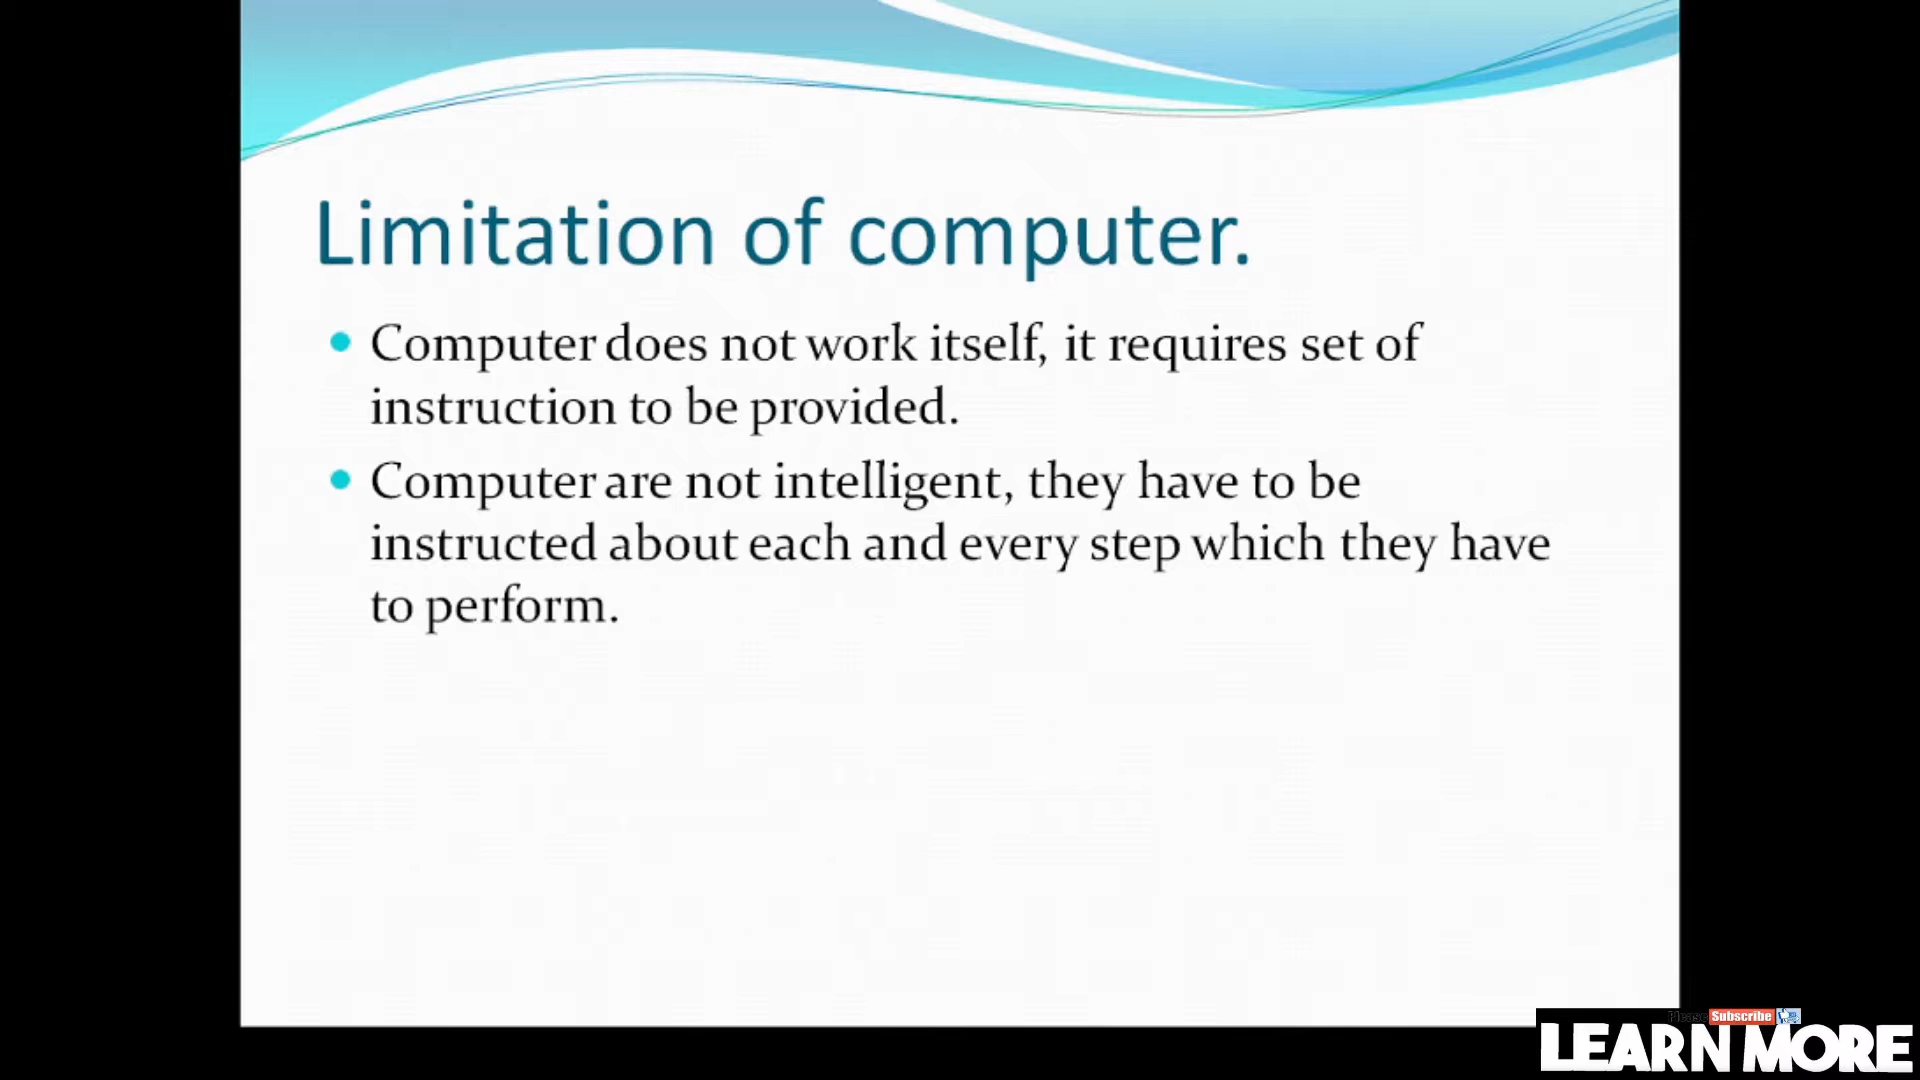 Limitation of computer.
Computer does not work itself, it requires set of
instruction to be provided.
Computer are not intelligent, they have to be
instructed about each and every step which they have
to perform.
Please Subscribe
LEARN MORE